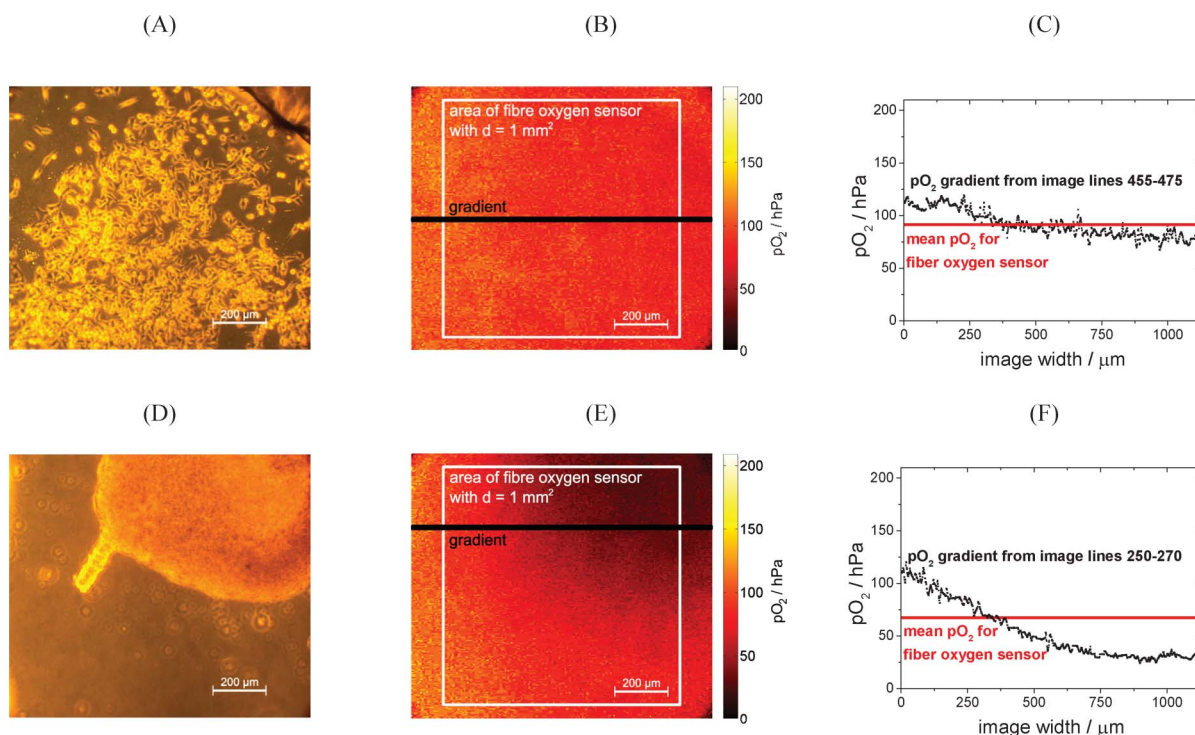 (A)
(B)
(C)
200 µm
area of fibre oxygen sensor
with d = 1 mm²
gradient
200 µm
200
150
100
50
0
pO₂ / hPa
200
150
100
50
0
pO₂ / hPa
pO₂ gradient from image lines 455-475
mean pO₂ for
fiber oxygen sensor
0
250
500
750
1000
image width / µm
(D)
(E)
(F)
200 µm
area of fibre oxygen sensor
with d = 1 mm²
gradient
200 µm
200
150
100
50
0
pO₂ / hPa
200
150
100
50
0
pO₂ / hPa
pO₂ gradient from image lines 250-270
mean pO₂ for
fiber oxygen sensor
0
250
500
750
1000
image width / µm